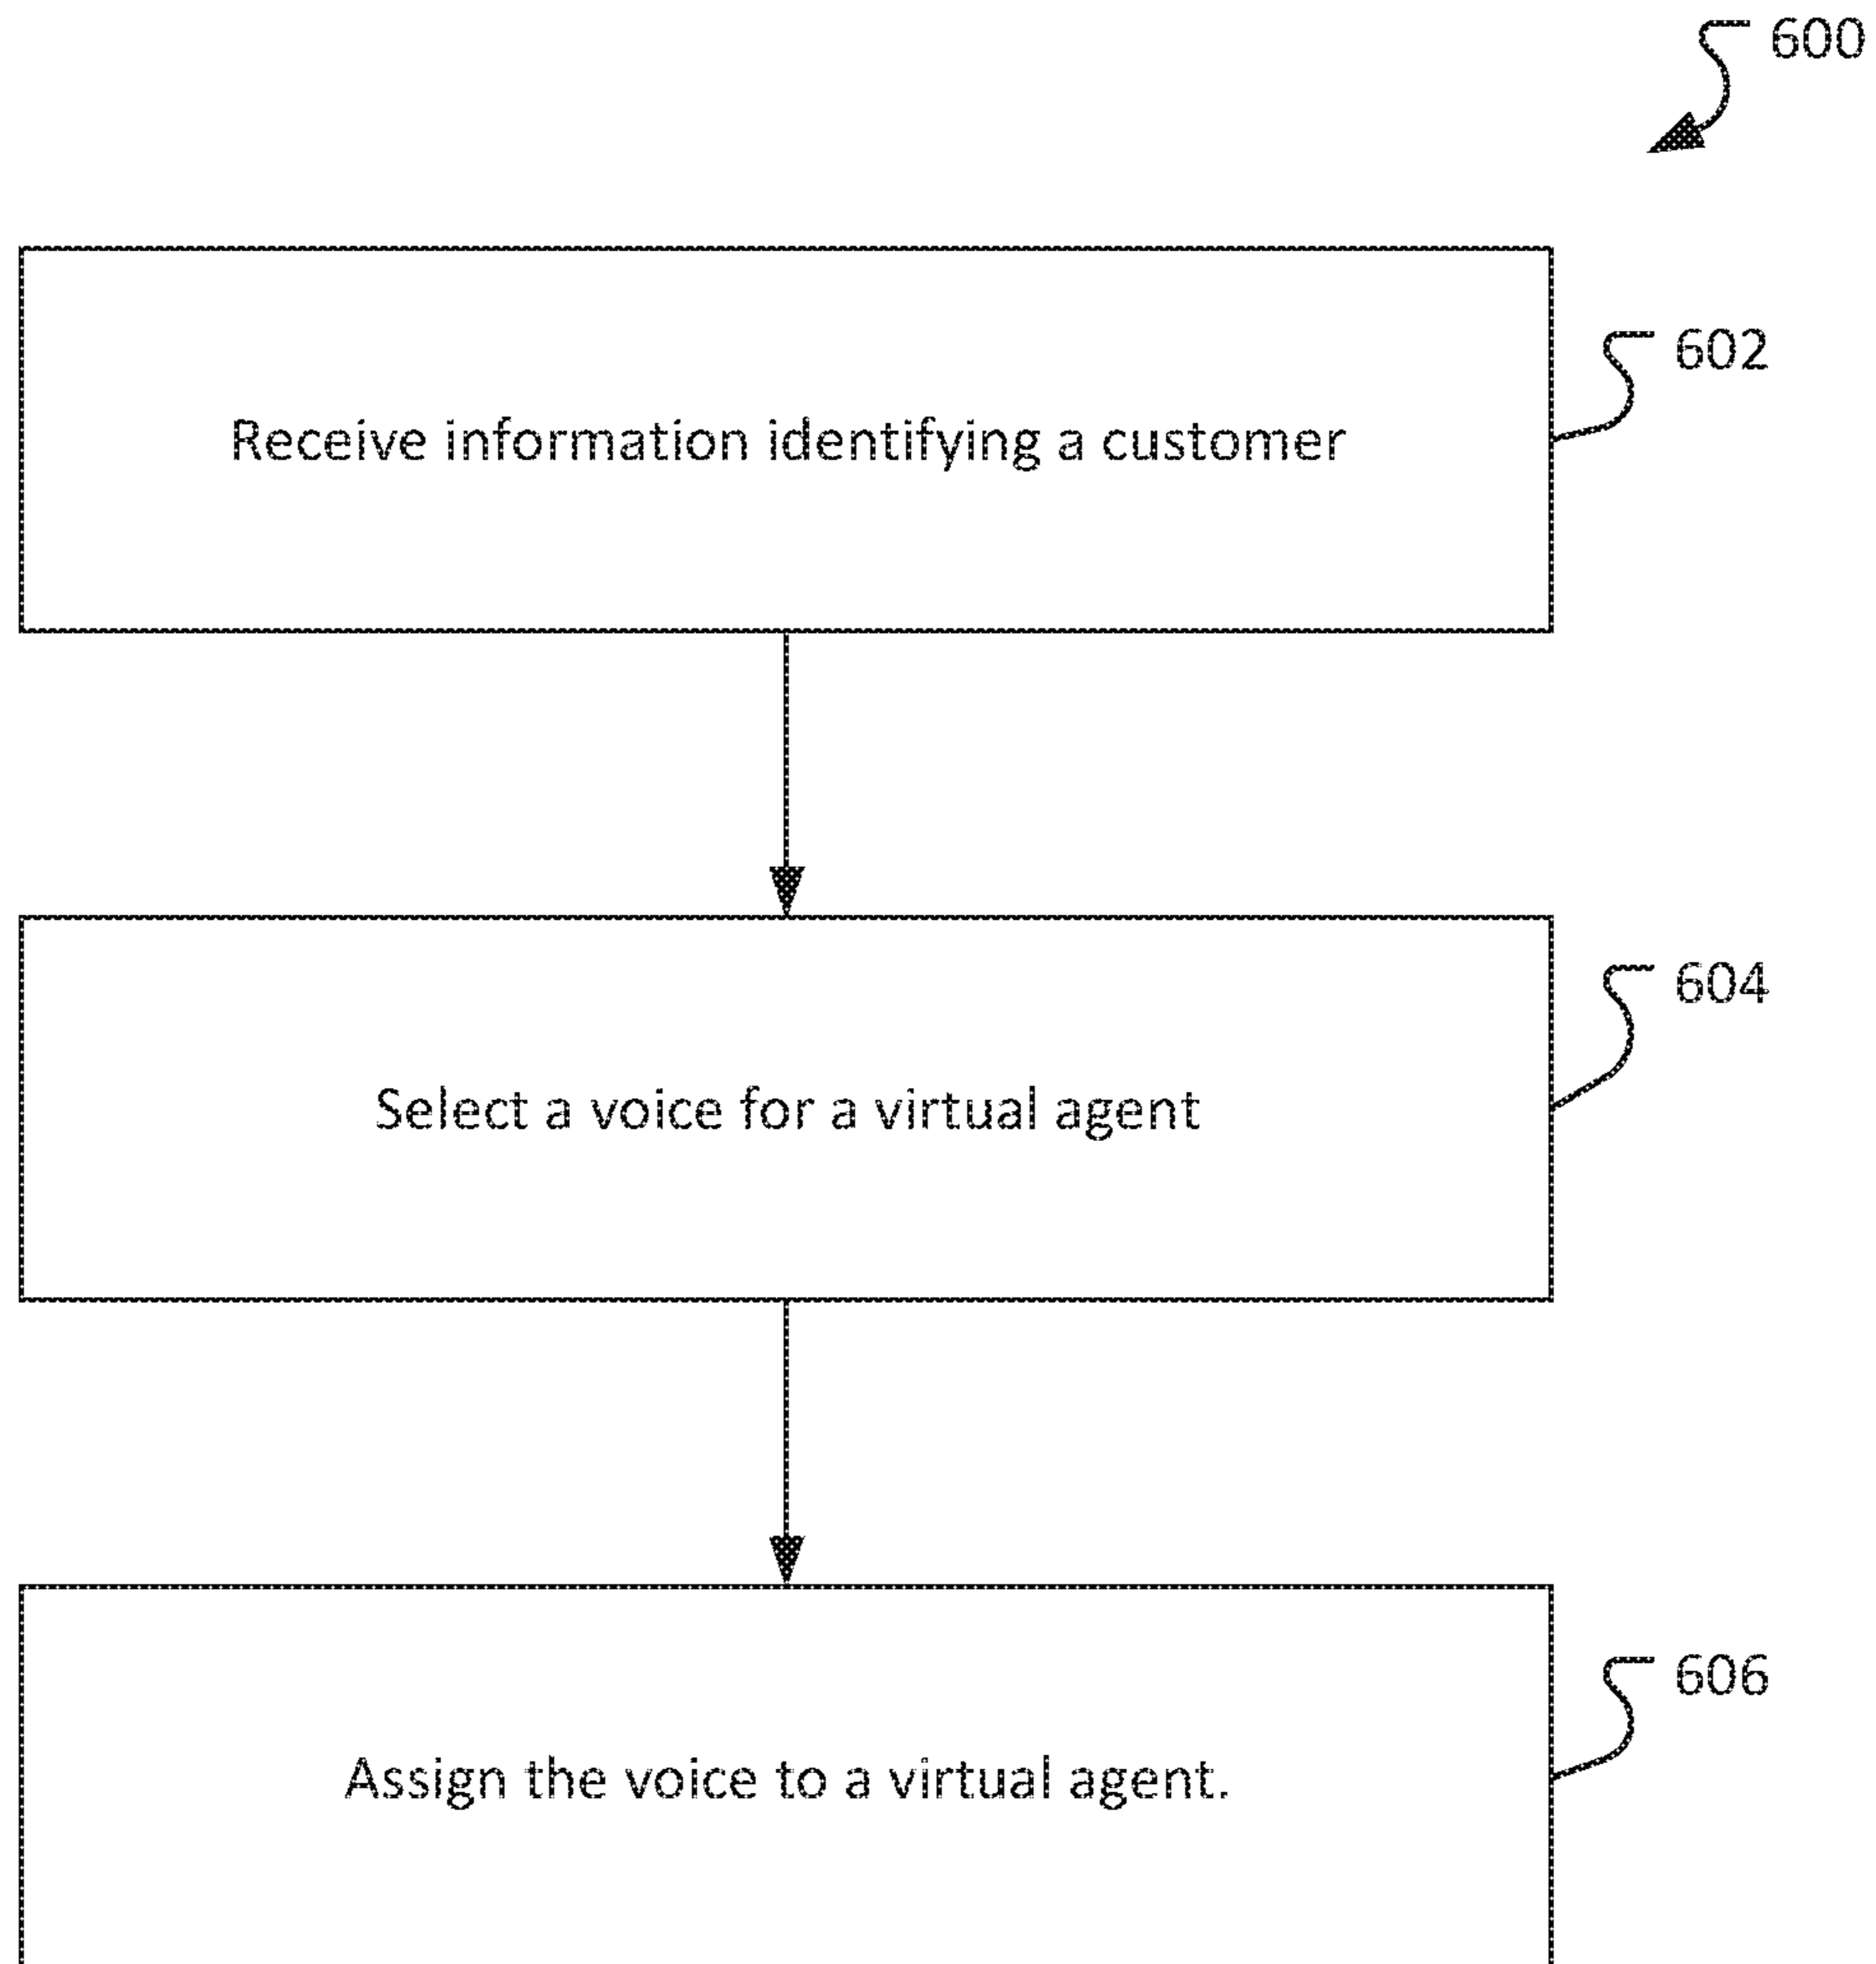 600
Receive information identifying a customer
602
Select a voice for a virtual agent
604
Assign the voice to a virtual agent.
606